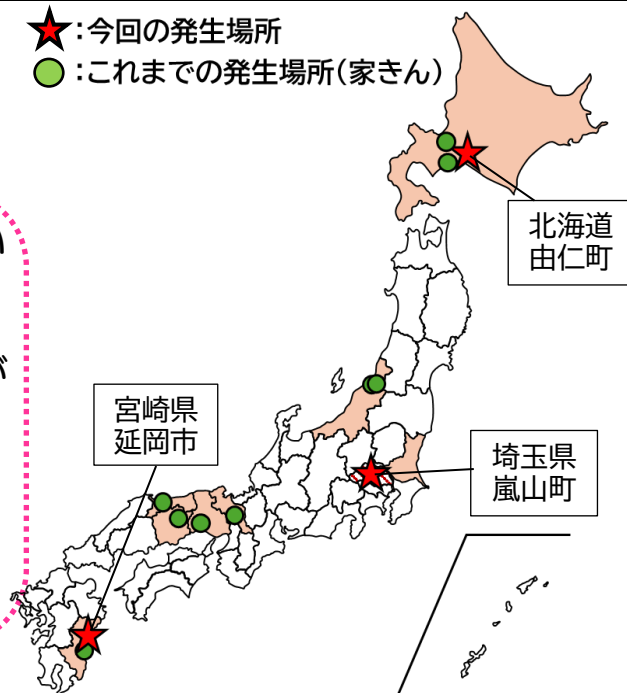 ★:今回の発生場所
●:これまでの発生場所(家きん)
が
北海道
由仁町
宮崎県
延岡市
埼玉県
嵐山町